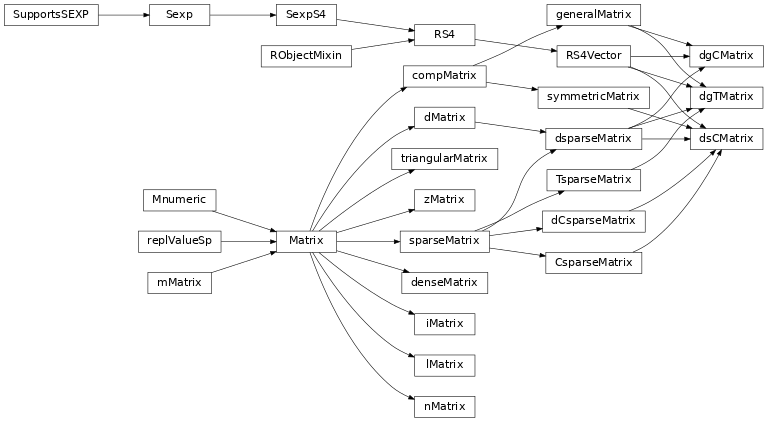 SupportsSEXP
Sexp
SexpS4
generalMatrix
RS4
RObjectMixin
RS4Vector
dgCMatrix
compMatrix
symmetricMatrix
dgTMatrix
dMatrix
dsparseMatrix
dsCMatrix
triangularMatrix
TsparseMatrix
Mnumeric
zMatrix
dCsparseMatrix
replValueSp
Matrix
sparseMatrix
CsparseMatrix
mMatrix
denseMatrix
iMatrix
lMatrix
nMatrix